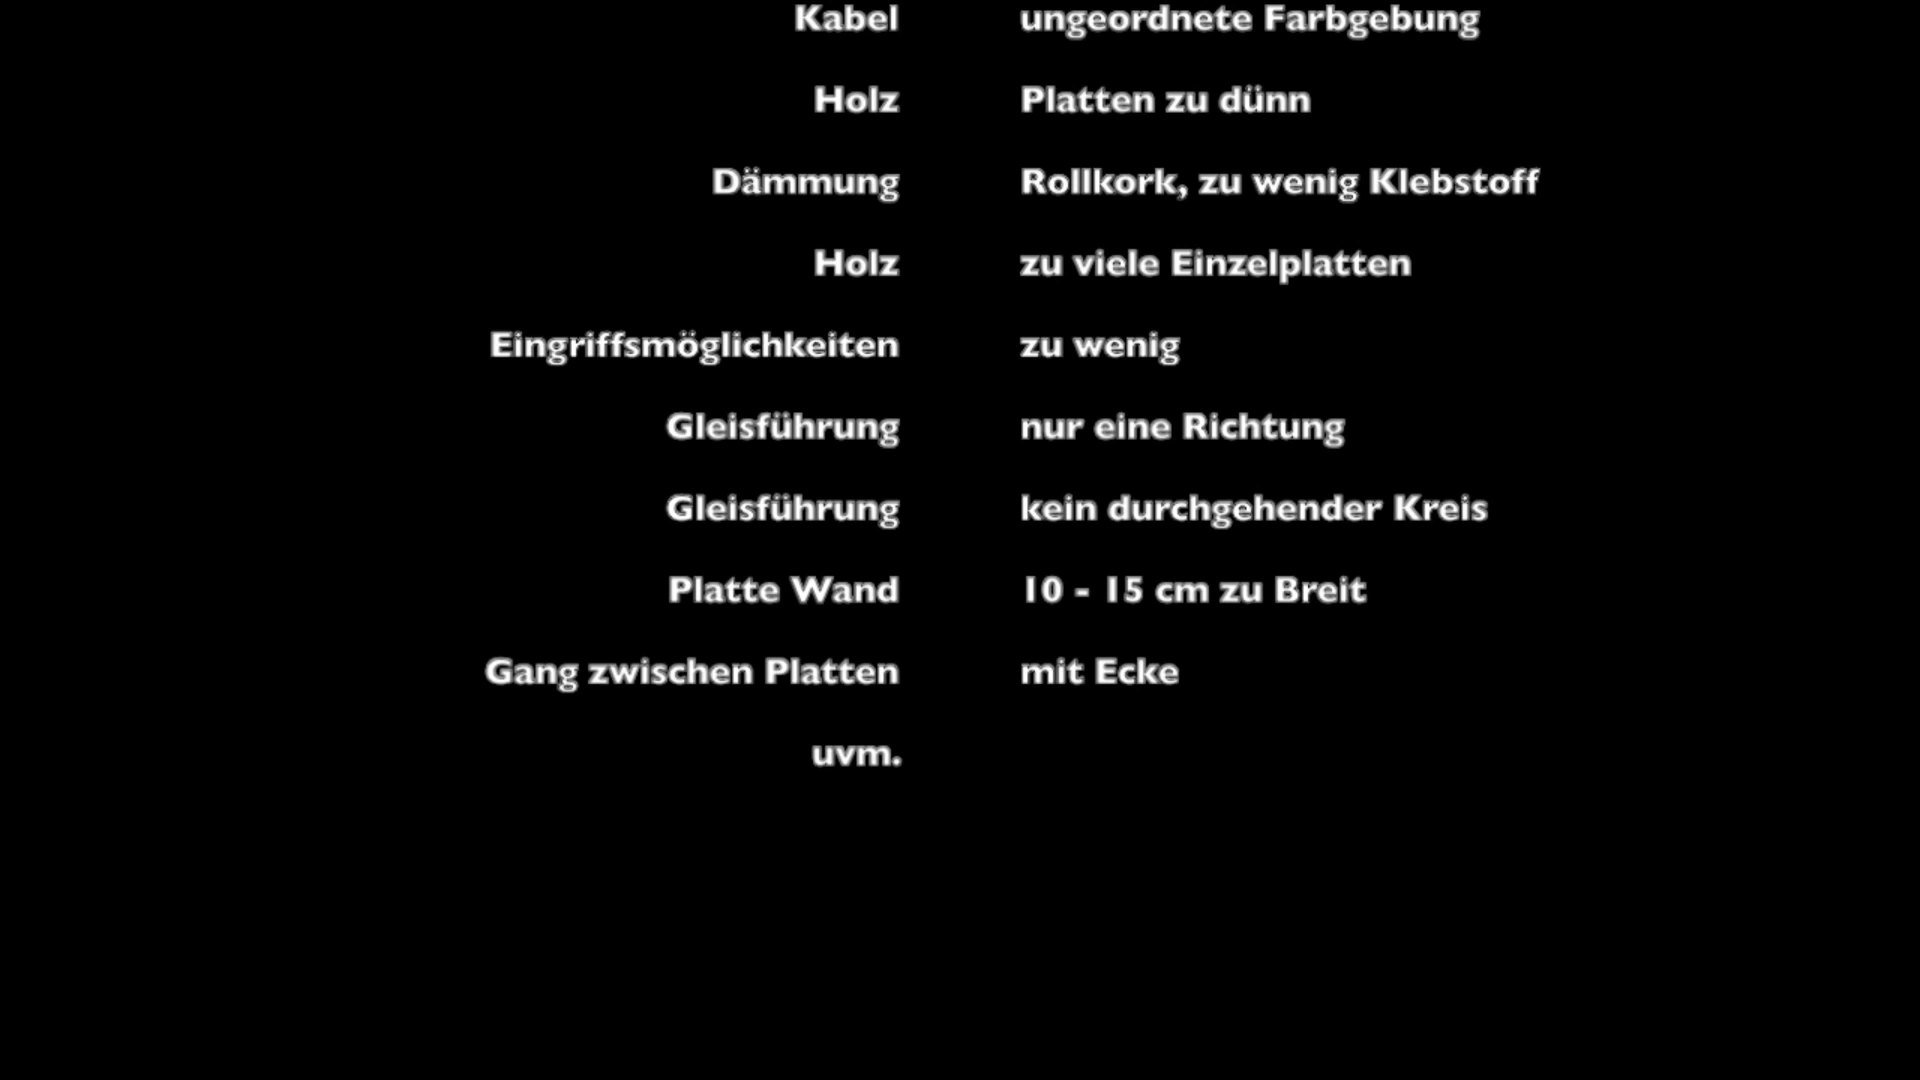 Kabel ungeordnete Farbgebung
Holz Platten zu dünn
Dämmung Rollkork, zu wenig Klebstoff
Holz zu viele Einzelplatten
Eingriffsmöglichkeiten zu wenig
Gleisführung nur eine Richtung
Gleisführung kein durchgehender Kreis
Platte Wand 10 - 15 cm zu Breit
Gang zwischen Platten mit Ecke
uvm.